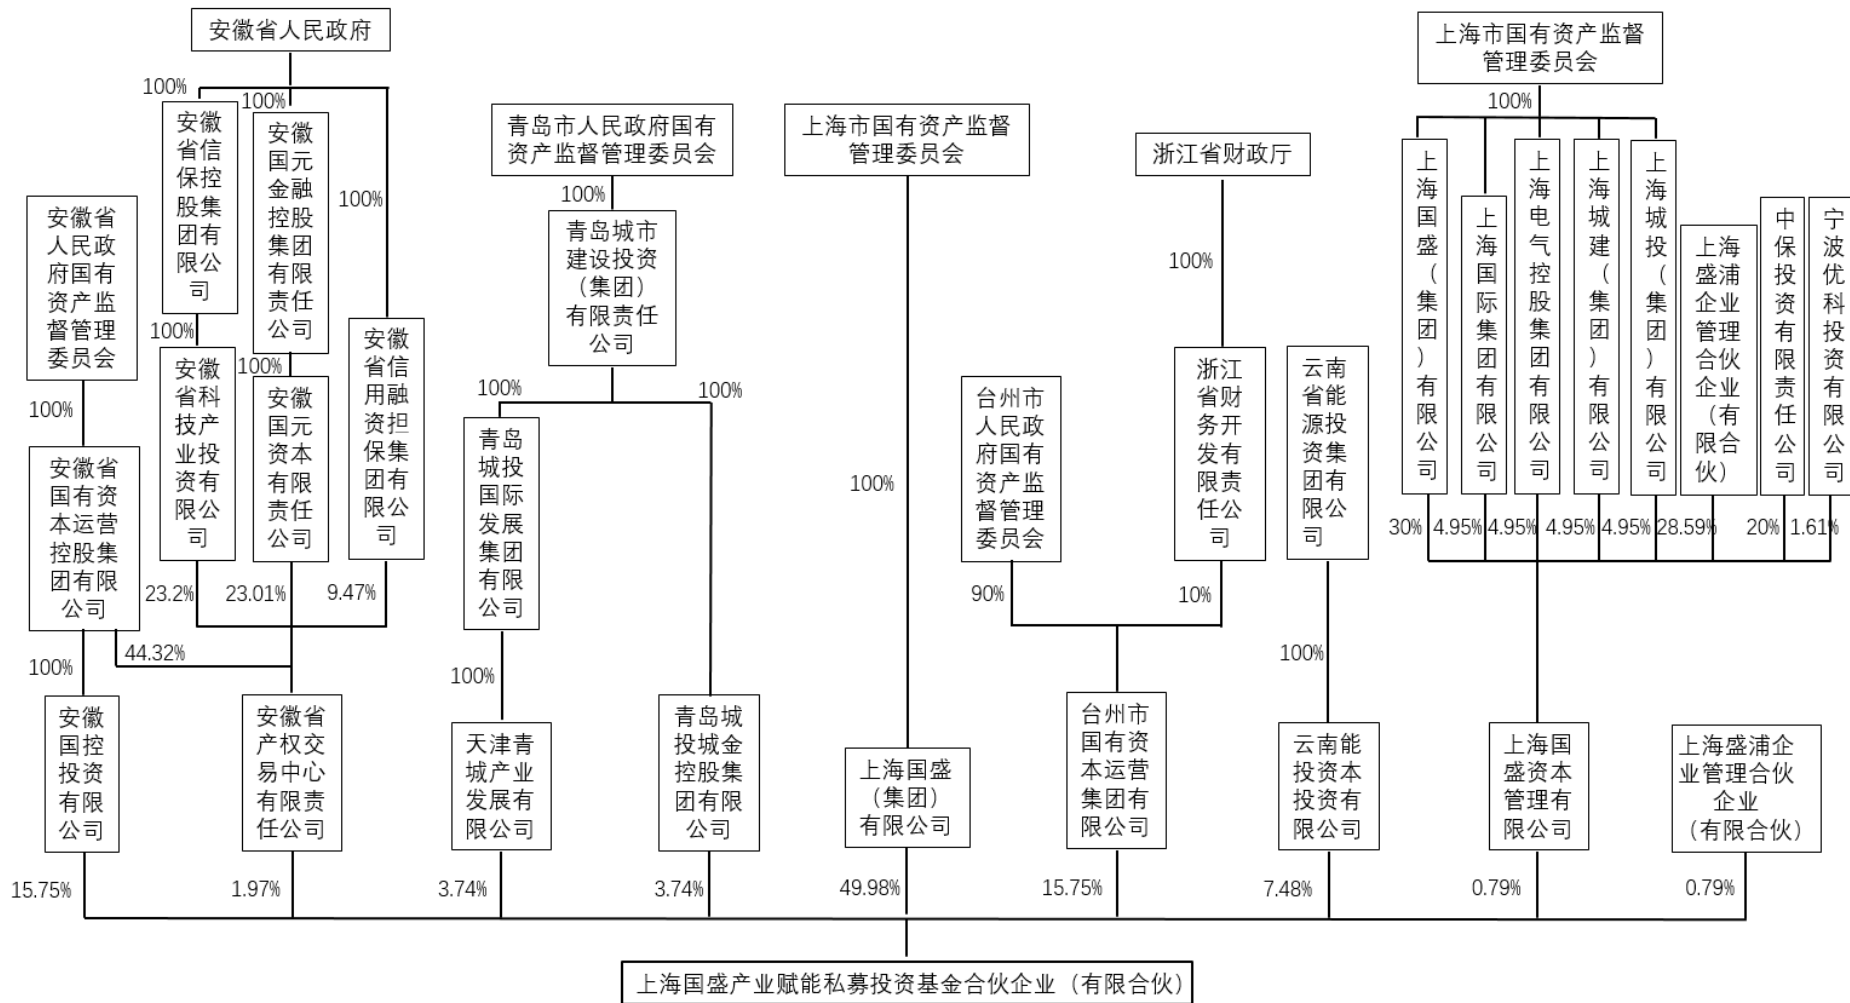 安徽省人民政府
上海市国有资产监督
管理委员会
100%
100%
100%
100%
安徽
省信
保控
股集
团有
限公
司
安徽
国元
金融
控股
集团
有限
责任
公司
青岛市人民政府国有
资产监督管理委员会
上海市国有资产监督
管理委员会
浙江省财政厅
安徽省
人民政
府国有
资产监
督管理
委员会
100%
100%
100%
青岛城市
建设投资
（集团）
有限责任
公司
100%
上海国盛（集团）有限公司
上海国际集团有限公司
上海电气控股集团有限公司
上海城建（集团）有限公司
上海城投（集团）有限公司
上海
盛浦
企业
管理
合伙
企业
（有
限合
伙）
中保投资有限责任公司
宁波优科投资有限公司
100%
100%
安徽
省科
技产
业投
资有
限公
司
安徽
国元
资本
有限
责任
公司
安徽
省信
用融
资担
保集
团有
限公
司
100%
100%
100%
青岛
城投
国际
发展
集团
有限
公司
台州市
人民政
府国有
资产监
督管理
委员会
浙江
省财
务开
发有
限责
任公
司
云南
省能
源投
资集
团有
限公
司
安徽省
国有资
本运营
控股集
团有限
公司
100%
30%
4.95%
4.95%
4.95%
4.95%
28.59%
20%
1.61%
23.2%
23.01%
9.47%
90%
10%
44.32%
100%
100%
100%
安徽
国控
投资
有限
公司
安徽省
产权交
易中心
有限责
任公司
天津青
城产业
发展有
限公司
青岛城
投城金
控股集
团有限
公司
上海国盛
（集团）
有限公司
台州市
国有资
本运营
集团有
限公司
云南能
投资本
投资有
限公司
上海国
盛资本
管理有
限公司
上海盛浦企
业管理合伙
企业
（有限合伙）
15.75%
1.97%
3.74%
3.74%
49.98%
15.75%
7.48%
0.79%
0.79%
上海国盛产业赋能私募投资基金合伙企业（有限合伙）